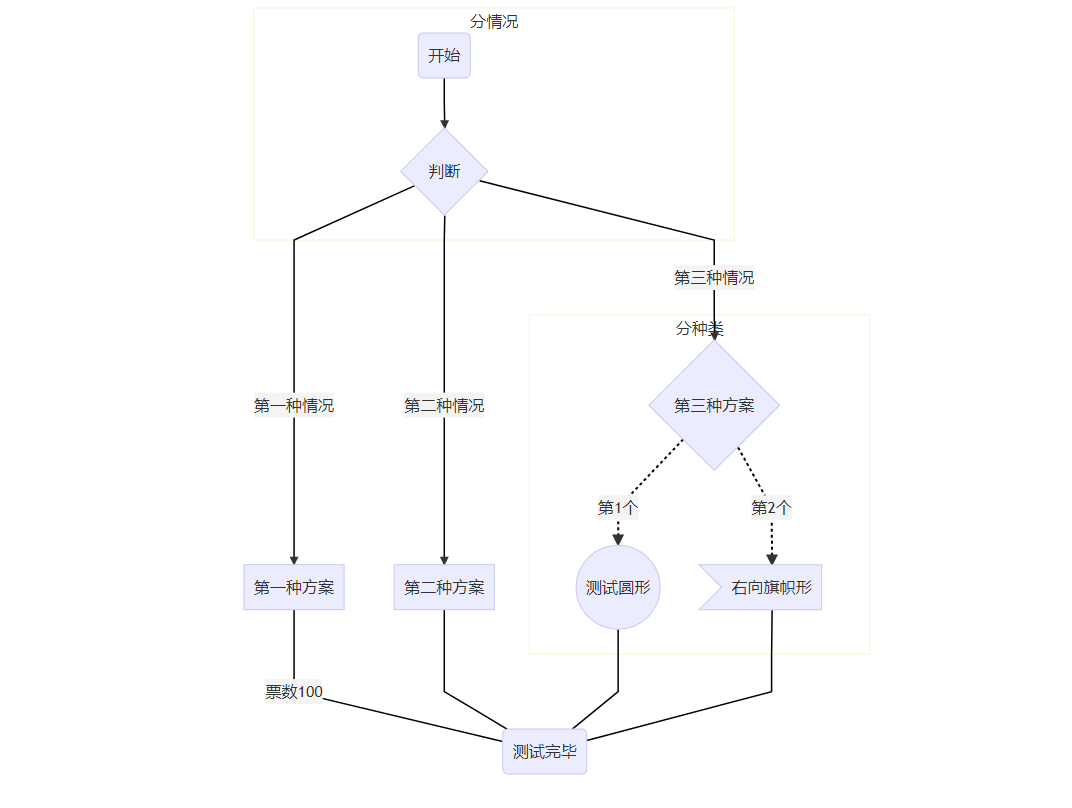 分情况
开始
判断
第三种情况
分种类
第一种情况
第二种情况
第三种方案
第1个
第2个
第一种方案
第二种方案
测试圆形
右向旗帜形
票数100
测试完毕